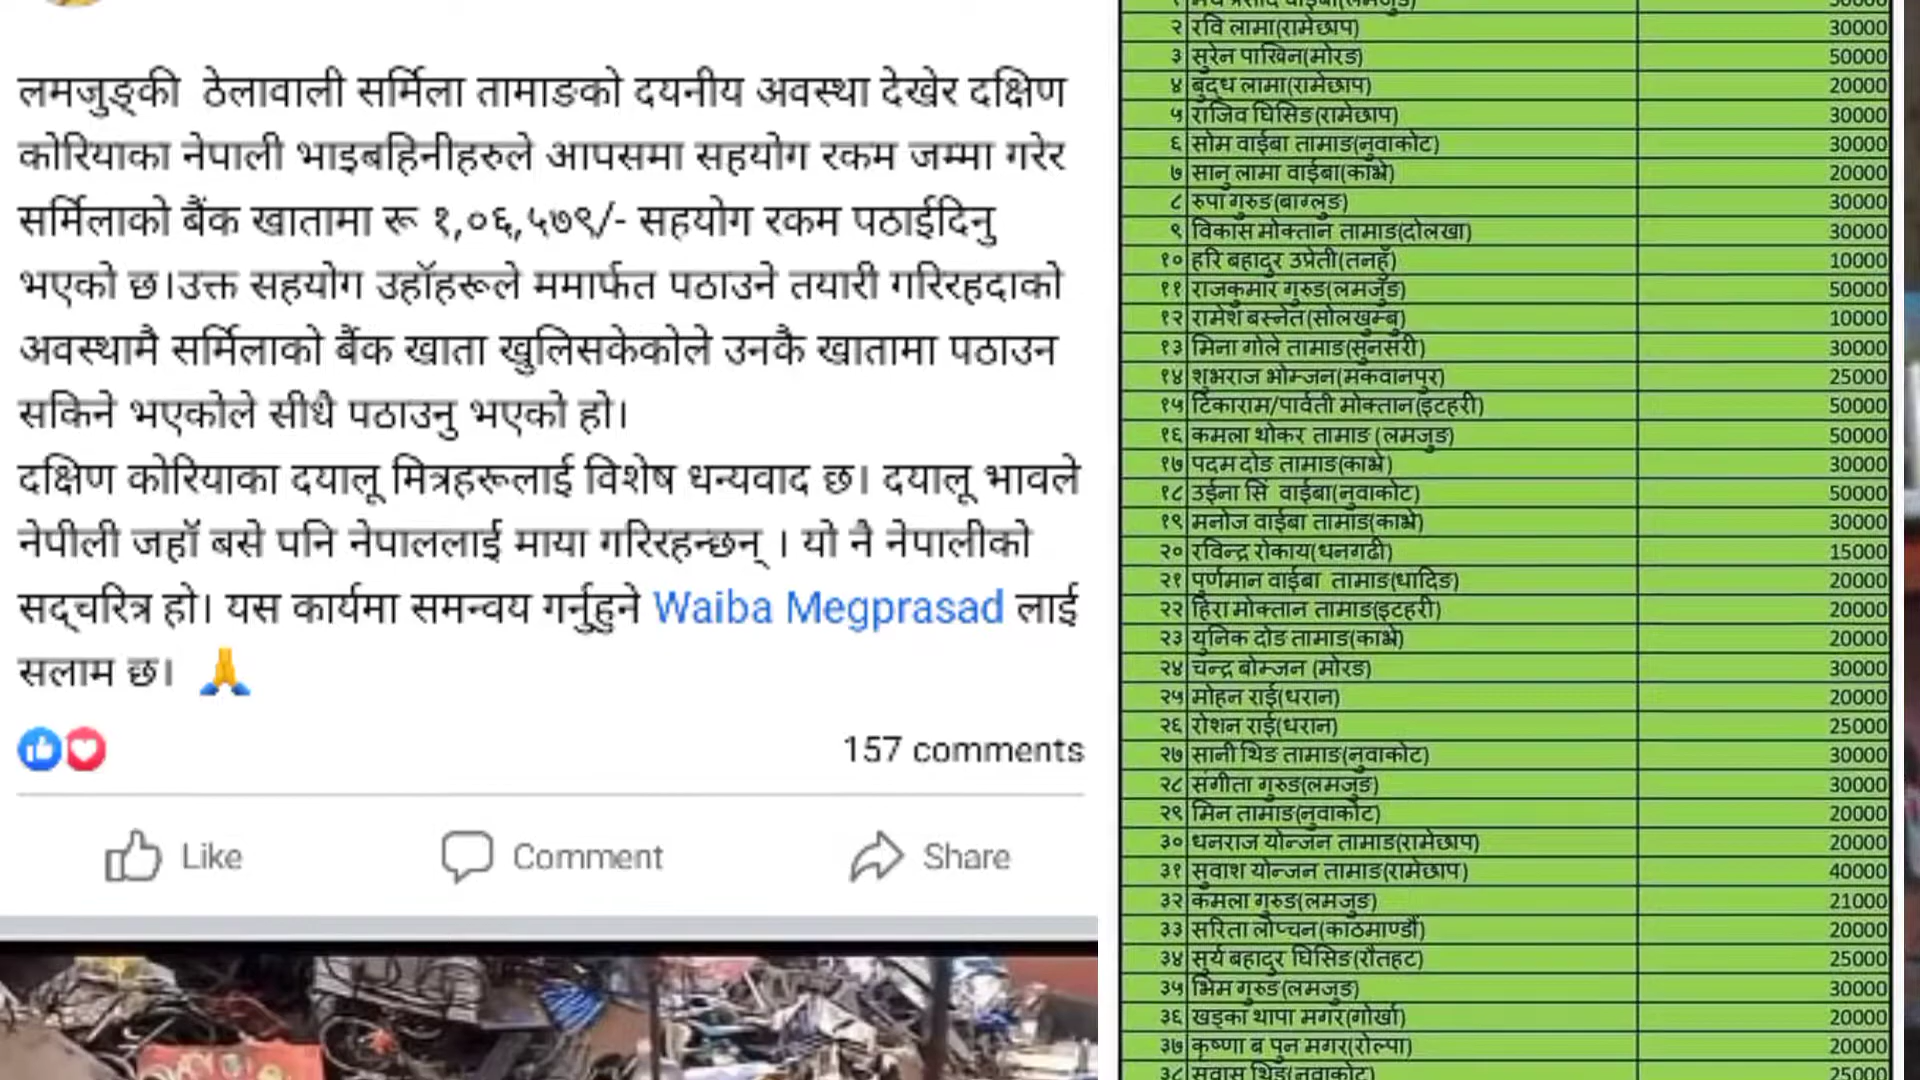 लमजुङ्की ठेलावाली सर्मिला तामाङको दयनीय अवस्था देखेर दक्षिण
कोरियाका नेपाली भाइबहिनीहरुले आपसमा सहयोग रकम जम्मा गरेर
सर्मिलाको बैंक खातामा रू १,०६,५७९/- सहयोग रकम पठाईदिनु
भएको छ।उक्त सहयोग उहॉहरूले ममार्फत पठाउने तयारी गरिरहदाको
अवस्थामै सर्मिलाको बैंक खाता खुलिसकेकोले उनकै खातामा पठाउन
सकिने भएकोले सीधै पठाउनु भएको हो।
दक्षिण कोरियाका दयालू मित्रहरूलाई विशेष धन्यवाद छ। दयालू भावले
नेपीली जहॉ बसे पनि नेपाललाई माया गरिरहन्छन् । यो नै नेपालीको
सद्चरित्र हो। यस कार्यमा समन्वय गर्नुहुने Waiba Megprasad लाई
सलाम छ। 🙏
157 comments
Like Comment Share
२ रवि लामा(रामेछाप) 30000
३ सुरेन पाखिन(मोरङ) 50000
४ बुद्ध लामा(रामेछाप) 20000
५ राजिव घिसिङ(रामेछाप) 30000
६ सोम वाईबा तामाङ(नुवाकोट) 30000
७ सानु लामा वाईबा(काभ्रे) 20000
८ रुपा गुरुङ(बाग्लुङ) 30000
९ विकास मोक्तान तामाङ(दोलखा) 30000
१० हरि बहादुर उप्रेती(तनहुँ) 10000
११ राजकुमार गुरुङ(लमजुँङ) 50000
१२ रामेश बस्नेत(सोलखुम्बु) 10000
१३ मिना गोले तामाङ(सुनसरी) 30000
१४ शुभराज भोम्जन(मकवानपुर) 25000
१५ टिकाराम/पार्वती मोक्तान(इटहरी) 50000
१६ कमला थोकर तामाङ (लमजुङ) 50000
१७ पदम दोङ तामाङ(काभ्रे) 30000
१८ उईना सिं वाईबा(नुवाकोट) 50000
१९ मनोज वाईबा तामाङ(काभ्रे) 30000
२० रविन्द्र रोकाय(धनगढी) 15000
२१ पुर्णमान वाईबा तामाङ(धादिङ) 20000
२२ हिरा मोक्तान तामाङ(इटहरी) 20000
२३ युनिक दोङ तामाङ(काभ्रे) 20000
२४ चन्द्र बोम्जन (मोरङ) 30000
२५ मोहन राई(धरान) 20000
२६ रोशन राई(धरान) 25000
२७ सानी थिङ तामाङ(नुवाकोट) 30000
२८ संगीता गुरुङ(लमजुङ) 30000
२९ मिन तामाङ(नुवाकोट) 20000
३० धनराज योन्जन तामाङ(रामेछाप) 20000
३१ सुवाश योन्जन तामाङ(रामेछाप) 40000
३२ कमला गुरुङ(लमजुङ) 21000
३३ सरिता लोप्चन(काठमाण्डौं) 20000
३४ सुर्य बहादुर घिसिङ(रौतहट) 25000
३५ भिम गुरुङ(लमजुङ) 30000
३६ खड्का थापा मगर(गोर्खा) 20000
३७ कृष्णा ब पुन मगर(रोल्पा) 20000
३८ सुवास थिङ(नुवाकोट) 25000